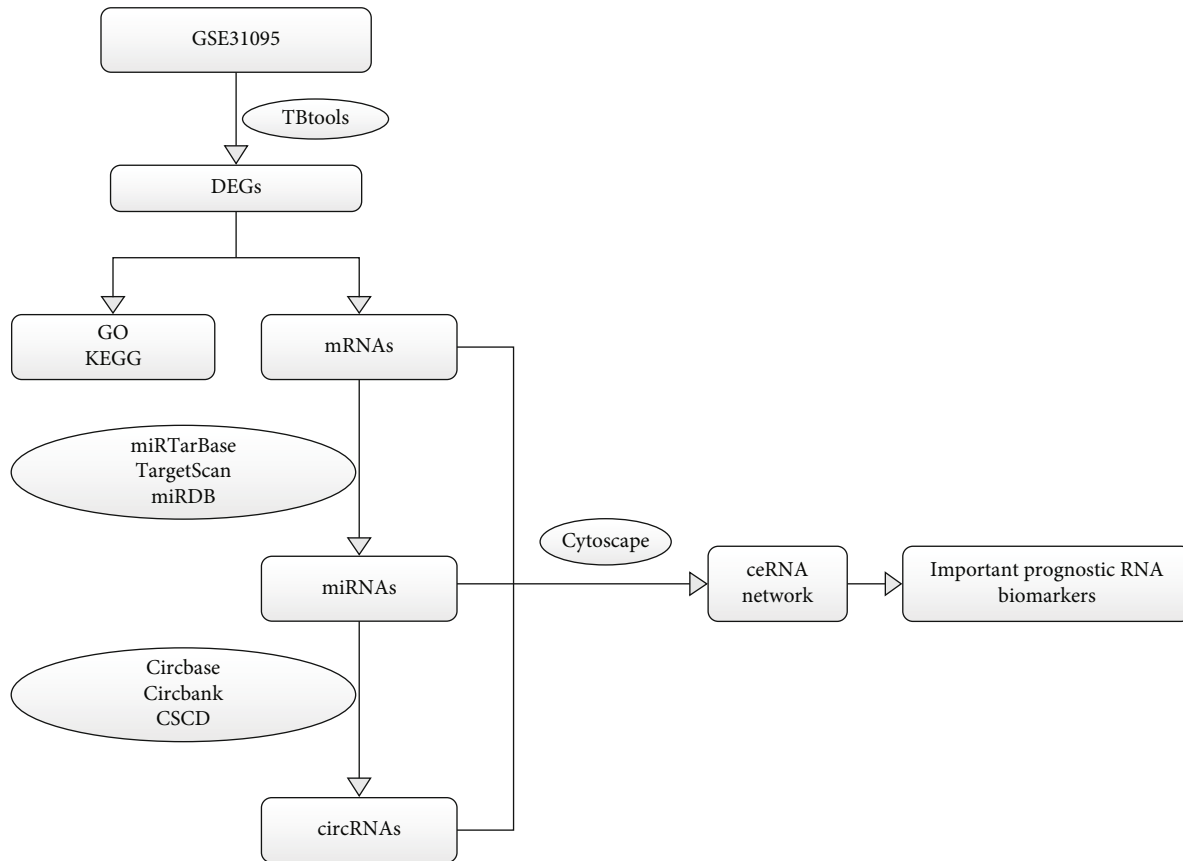 GSE31095
TBtools
DEGs
GO
KEGG
mRNAs
miRTarBase
TargetScan
miRDB
Cytoscape
miRNAs
ceRNA
network
Important prognostic RNA
biomarkers
Circbase
Circbank
CSCD
circRNAs